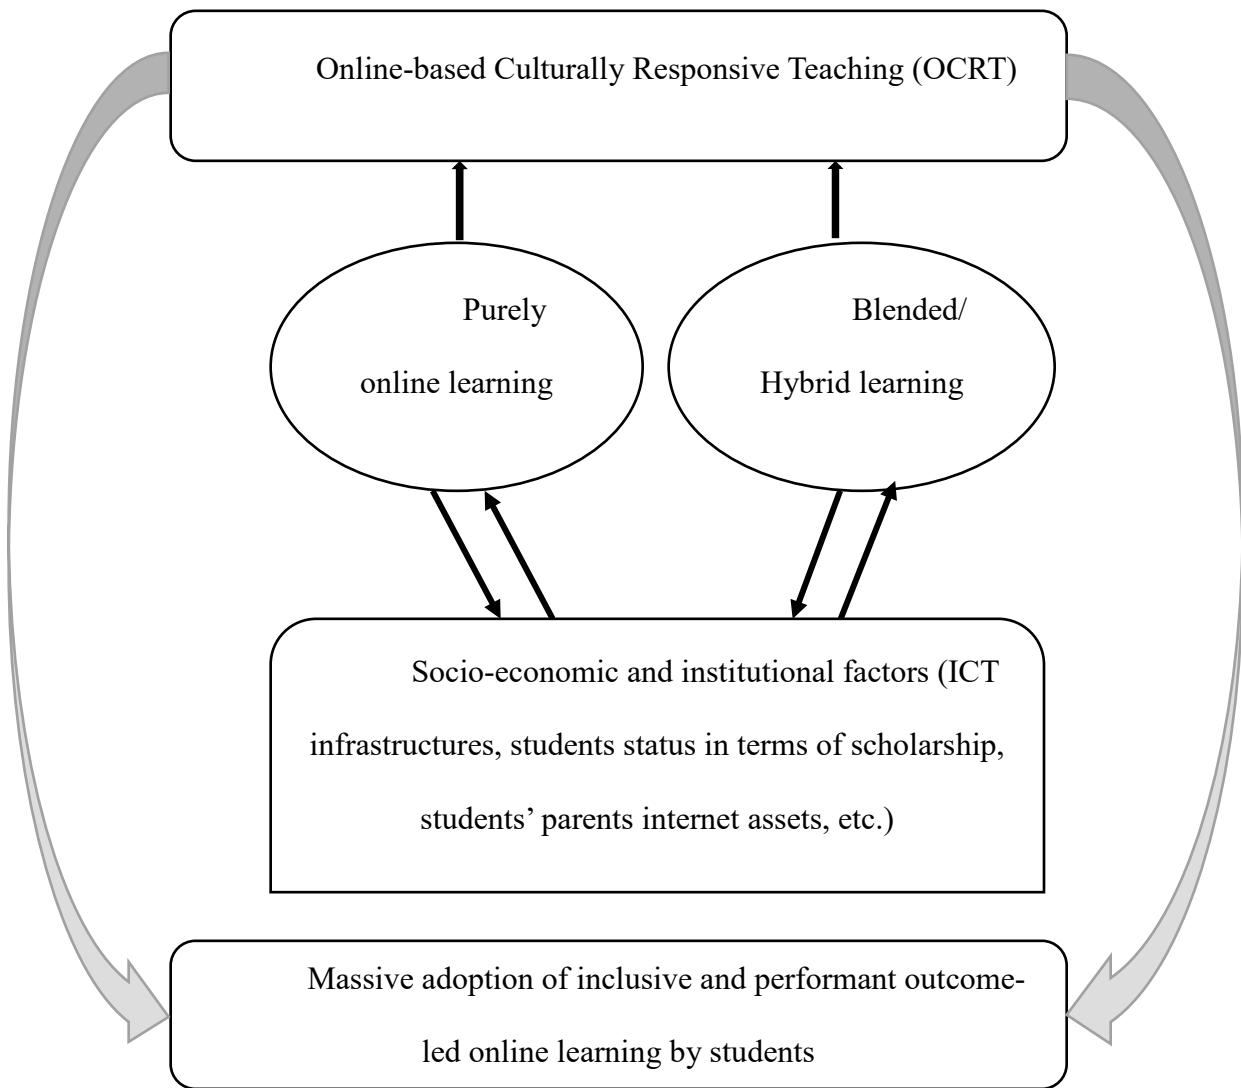 Online-based Culturally Responsive Teaching (OCRT)
Purely
online learning
Blended/
Hybrid learning
Socio-economic and institutional factors (ICT
infrastructures, students status in terms of scholarship,
students’ parents internet assets, etc.)
Massive adoption of inclusive and performant outcome-
led online learning by students